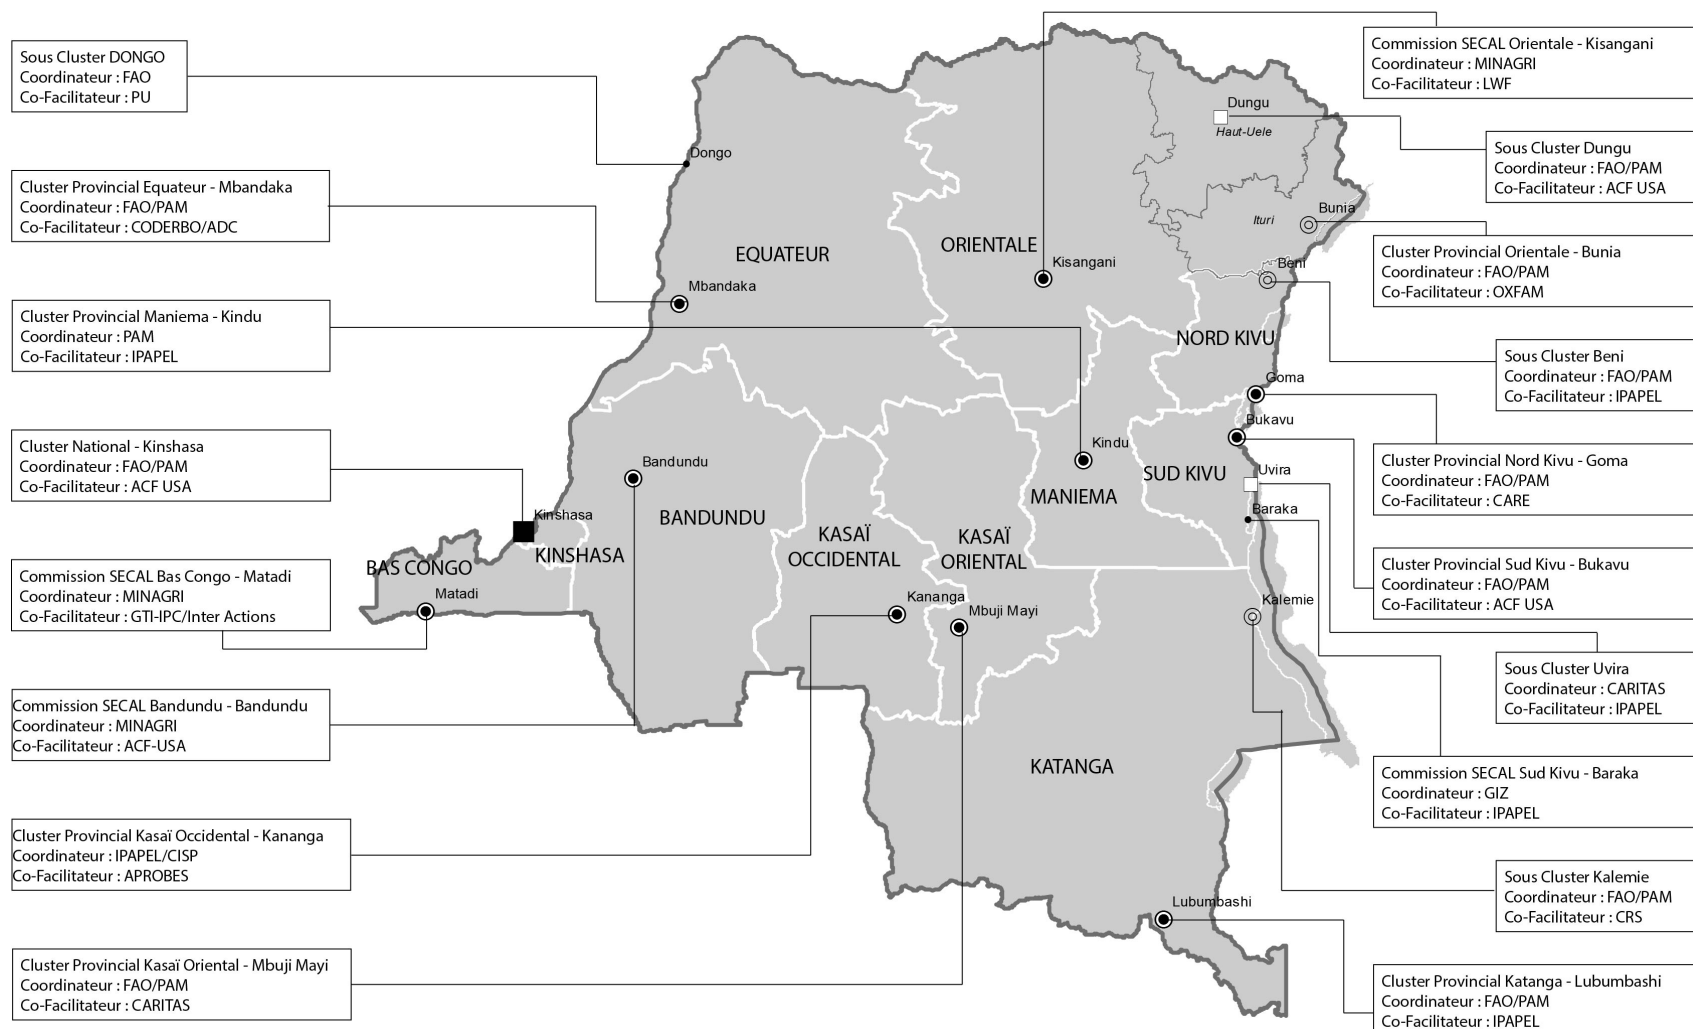 Sous Cluster DONGO
Coordinateur : FAO
Co-Facilitateur : PU
Cluster Provincial Equateur - Mbandaka
Coordinateur : FAO/PAM
Co-Facilitateur : CODERBO/ADC
Cluster Provincial Maniema - Kindu
Coordinateur : PAM
Co-Facilitateur : IPAPEL
Cluster National - Kinshasa
Coordinateur : FAO/PAM
Co-Facilitateur : ACF USA
Commission SECAL Bas Congo - Matadi
Coordinateur : MINAGRI
Co-Facilitateur : GTI-IPC/Inter Actions
Commission SECAL Bandundu - Bandundu
Coordinateur : MINAGRI
Co-Facilitateur : ACF-USA
Cluster Provincial Kasaï Occidental - Kananga
Coordinateur : IPAPEL/CISP
Co-Facilitateur : APROBES
Cluster Provincial Kasaï Oriental - Mbuji Mayi
Coordinateur : FAO/PAM
Co-Facilitateur : CARITAS
Dongo
EQUATEUR
Mbandaka
ORIENTALE
Kisangani
Dungu
Haut-Uele
Ituri
Bunia
Beni
NORD KIVU
Goma
Bukavu
Kindu
SUD KIVU
Uvira
MANIEMA
Baraka
Bandundu
BANDUNDU
Kinshasa
KINSHASA
BAS CONGO
Matadi
KASAÏ
OCCIDENTAL
KASAÏ
ORIENTAL
Kananga
Mbuji Mayi
Kalemie
KATANGA
Lubumbashi
Commission SECAL Orientale - Kisangani
Coordinateur : MINAGRI
Co-Facilitateur : LWF
Sous Cluster Dungu
Coordinateur : FAO/PAM
Co-Facilitateur : ACF USA
Cluster Provincial Orientale - Bunia
Coordinateur : FAO/PAM
Co-Facilitateur : OXFAM
Sous Cluster Beni
Coordinateur : FAO/PAM
Co-Facilitateur : IPAPEL
Cluster Provincial Nord Kivu - Goma
Coordinateur : FAO/PAM
Co-Facilitateur : CARE
Cluster Provincial Sud Kivu - Bukavu
Coordinateur : FAO/PAM
Co-Facilitateur : ACF USA
Sous Cluster Uvira
Coordinateur : CARITAS
Co-Facilitateur : IPAPEL
Commission SECAL Sud Kivu - Baraka
Coordinateur : GIZ
Co-Facilitateur : IPAPEL
Sous Cluster Kalemie
Coordinateur : FAO/PAM
Co-Facilitateur : CRS
Cluster Provincial Katanga - Lubumbashi
Coordinateur : FAO/PAM
Co-Facilitateur : IPAPEL